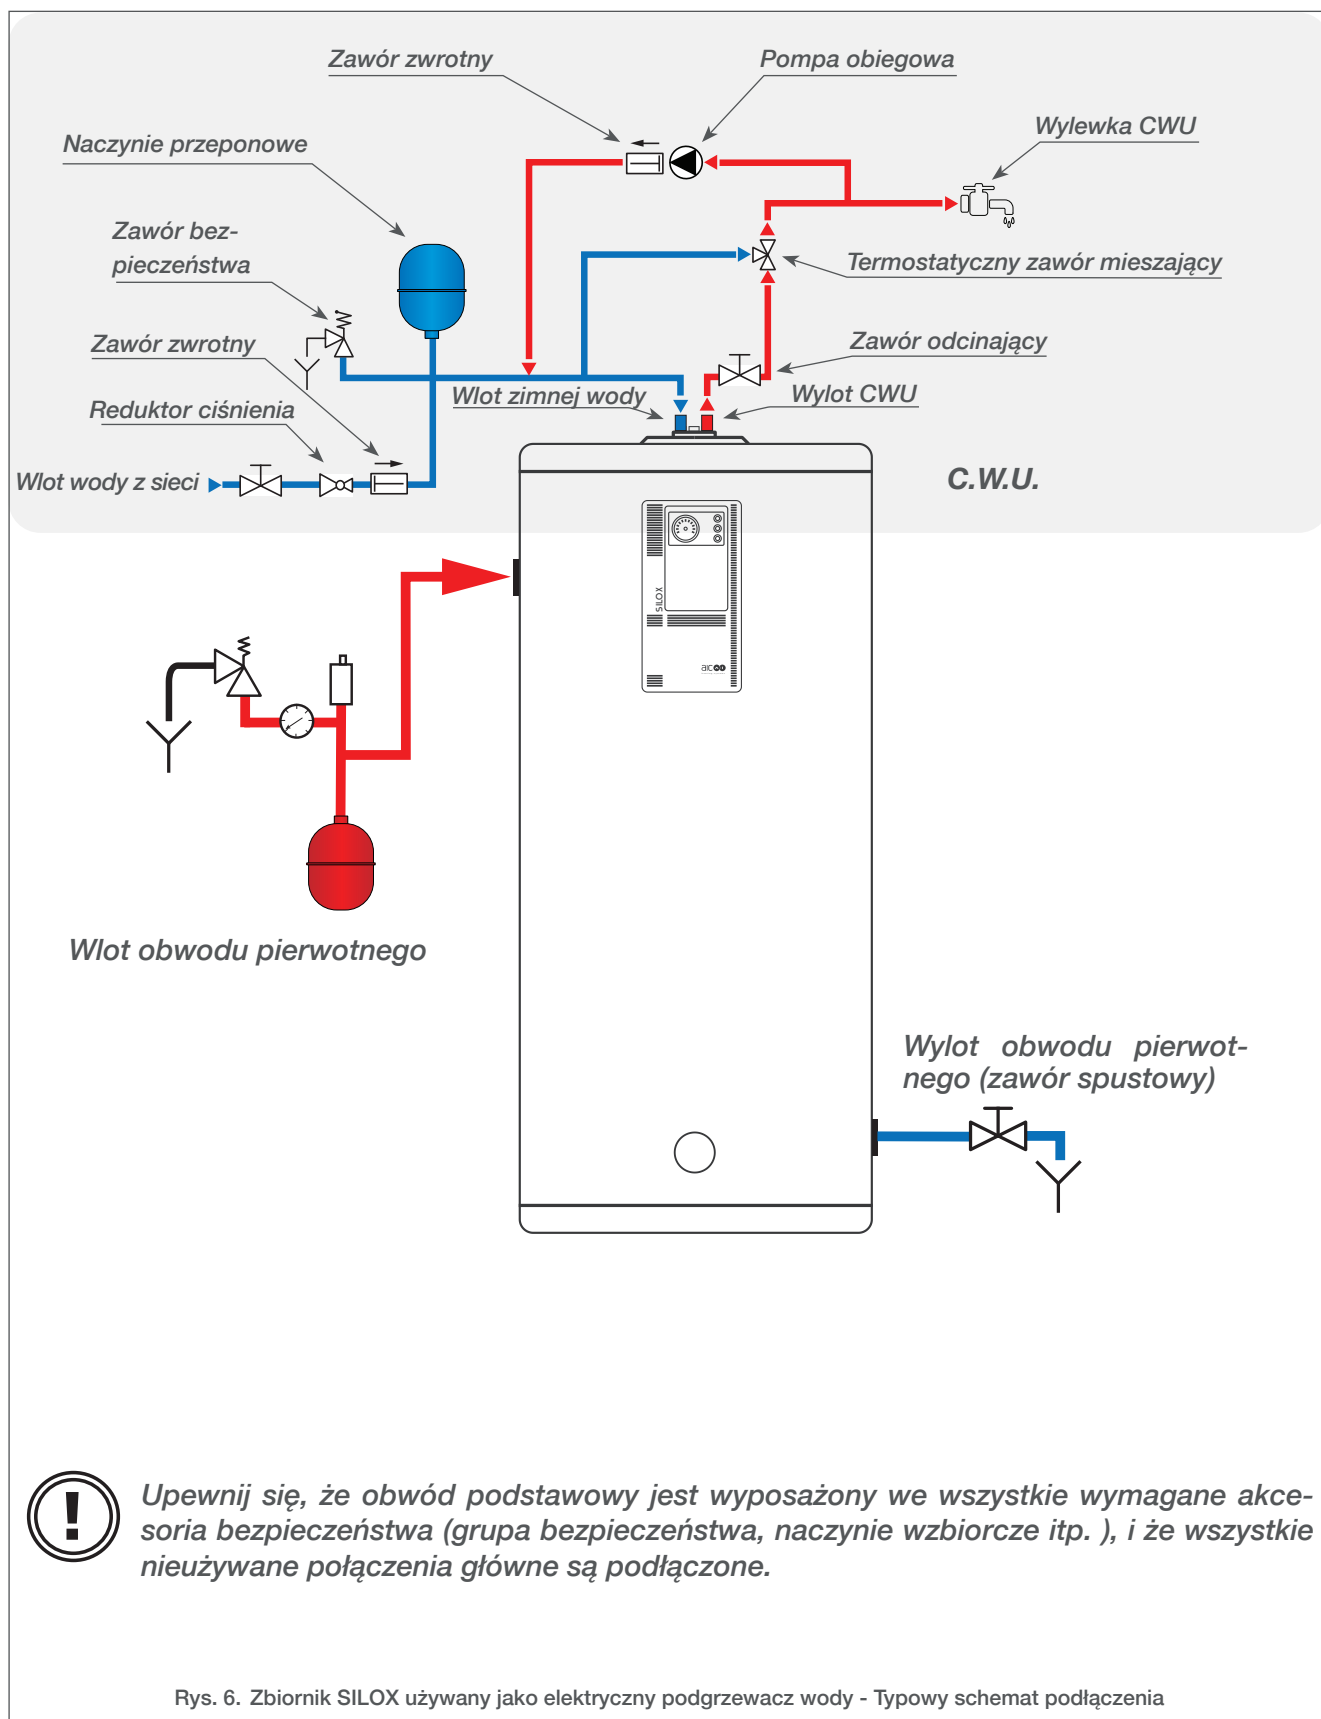 Zawór zwrotny
Pompa obiegowa
Wylewka CWU
Naczynie przeponowe
Zawór bez-
pieczeństwa
Termostatyczny zawór mieszający
Zawór zwrotny
Zawór odcinający
Wlot zimnej wody
Wylot CWU
Reduktor ciśnienia
Wlot wody z sieci
C.W.U.
SILOX
aic
Wlot obwodu pierwotnego
Wylot obwodu pierwot-
nego (zawór spustowy)
Upewnij się, że obwód podstawowy jest wyposażony we wszystkie wymagane akce-
soria bezpieczeństwa (grupa bezpieczeństwa, naczynie wzbiorcze itp. ), i że wszystkie
nieużywane połączenia główne są podłączone.
Rys. 6. Zbiornik SILOX używany jako elektryczny podgrzewacz wody - Typowy schemat podłączenia